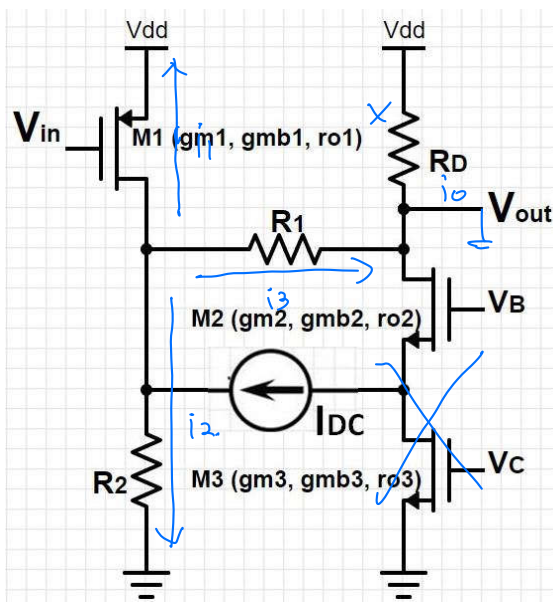 Vdd
Vdd
Vin
M1 (gm1, gmb1, ro1)
i1
x
RD
io
Vout
R1
i3
M2 (gm2, gmb2, ro2)
VB
IDC
i2
R2
M3 (gm3, gmb3, ro3)
VC